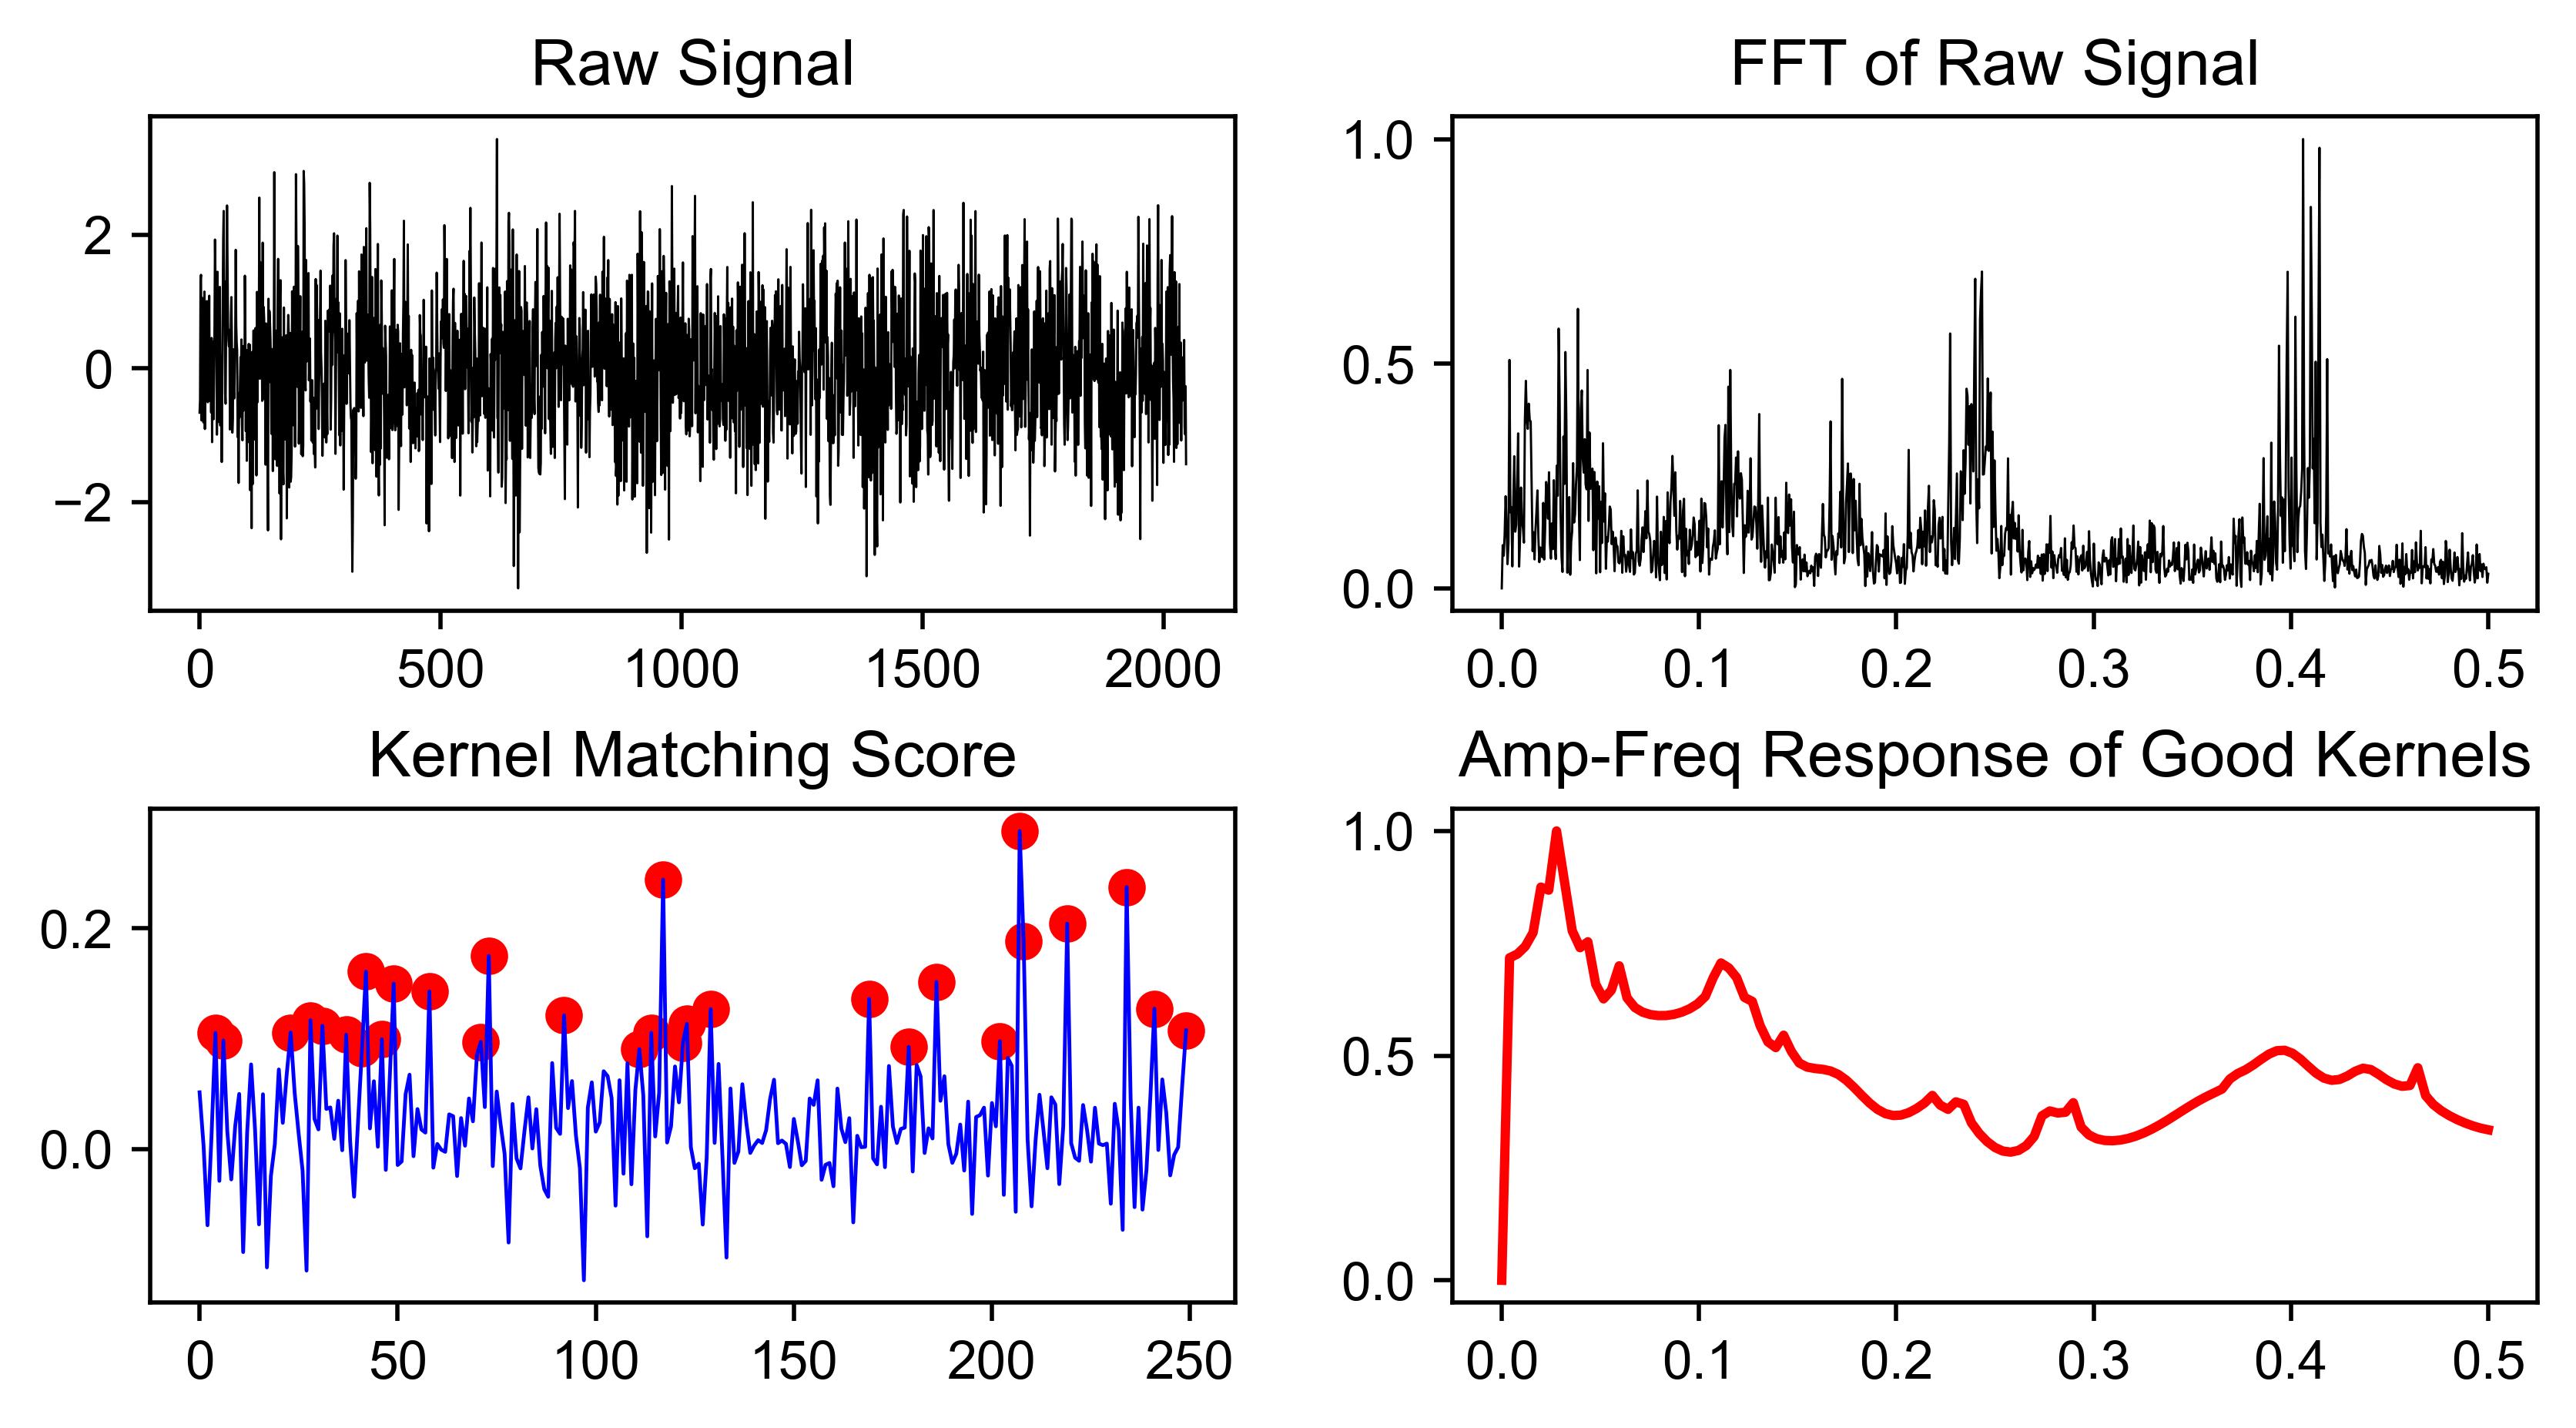 Raw Signal
2
0
−2
0 500 1000 1500 2000
FFT of Raw Signal
1.0
0.5
0.0
0.0 0.1 0.2 0.3 0.4 0.5
Kernel Matching Score
0.2
0.0
0 50 100 150 200 250
Amp-Freq Response of Good Kernels
1.0
0.5
0.0
0.0 0.1 0.2 0.3 0.4 0.5